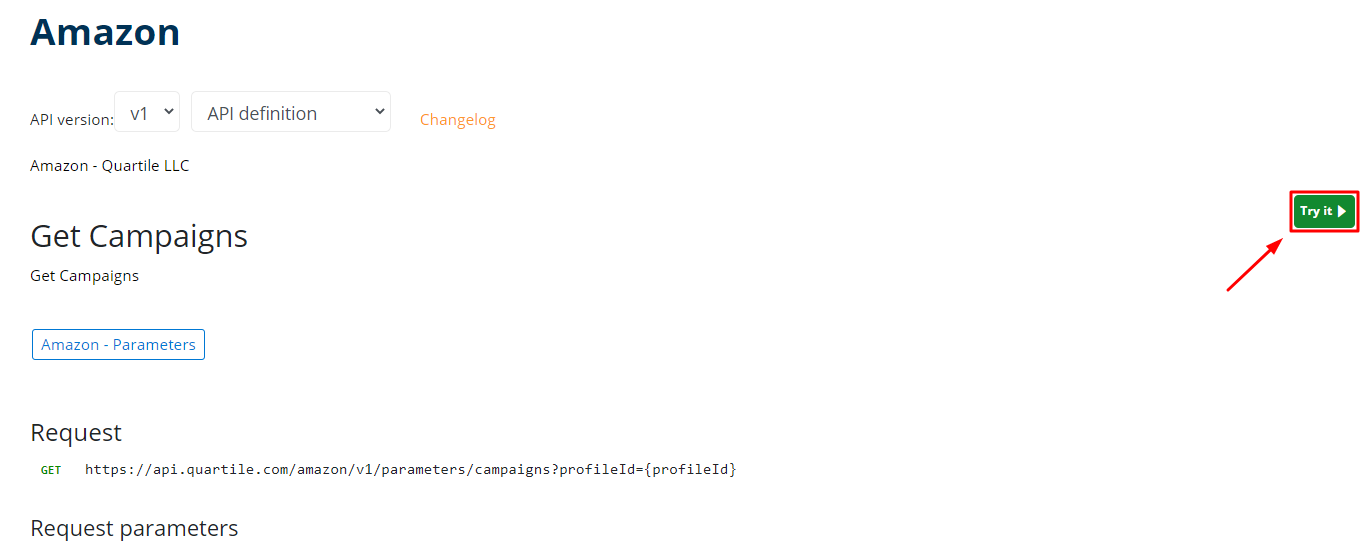 Amazon
API version: v1 API definition Changelog
Amazon - Quartile LLC
Try it
Get Campaigns
Get Campaigns
Amazon - Parameters
Request
GET https://api.quartile.com/amazon/v1/parameters/campaigns?profileId={profileId}
Request parameters